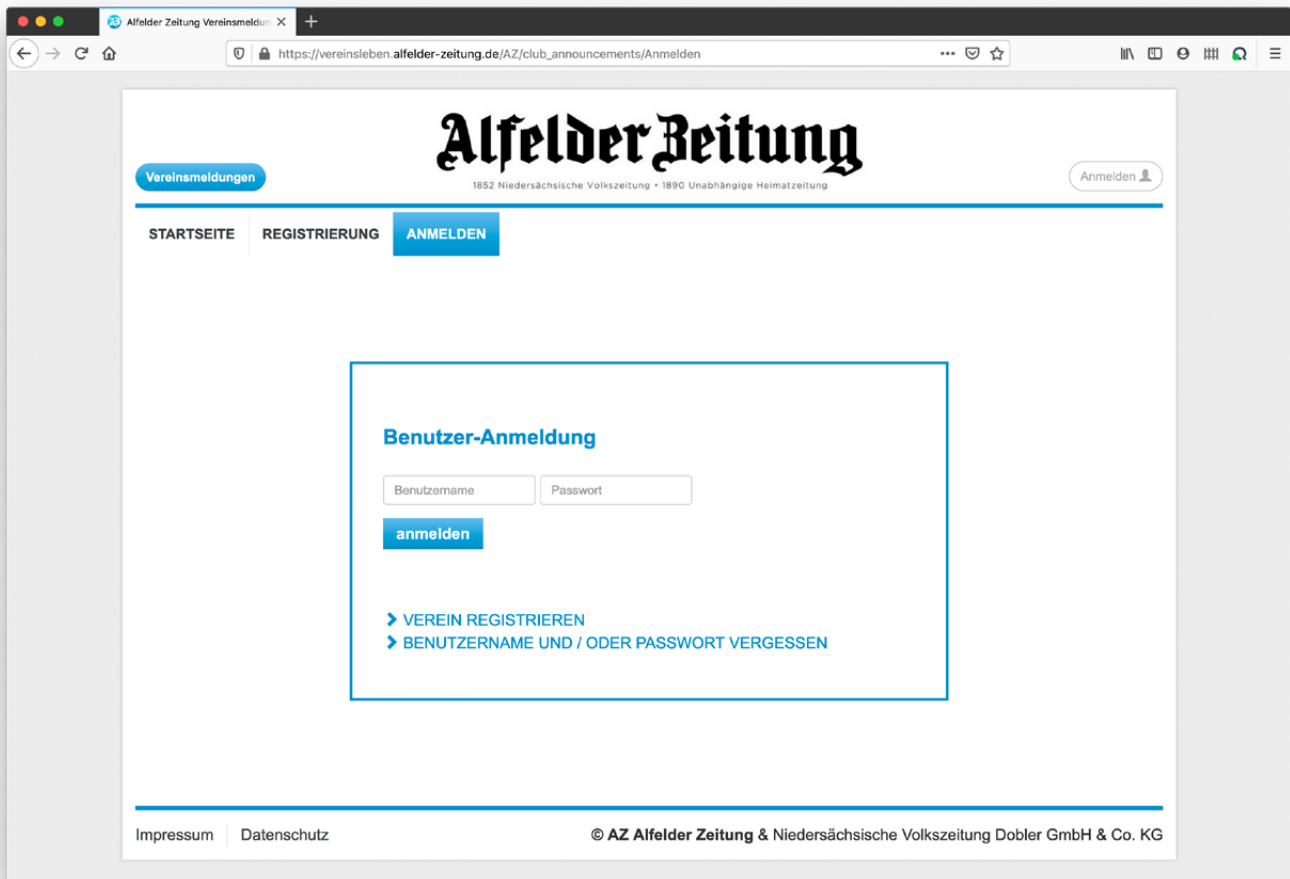 Alfelder Zeitung Vereinsmeldun
https://vereinsleben.alfelder-zeitung.de/AZ/club_announcements/Anmelden
Alfelder Zeitung
1852 Niedersächsische Volkszeitung • 1890 Unabhängige Heimatzeitung
Vereinsmeldungen
Anmelden
STARTSEITE REGISTRIERUNG ANMELDEN
Benutzer-Anmeldung
Benutzername Passwort
anmelden
VEREIN REGISTRIEREN
BENUTZERNAME UND / ODER PASSWORT VERGESSEN
Impressum Datenschutz © AZ Alfelder Zeitung & Niedersächsische Volkszeitung Dobler GmbH & Co. KG